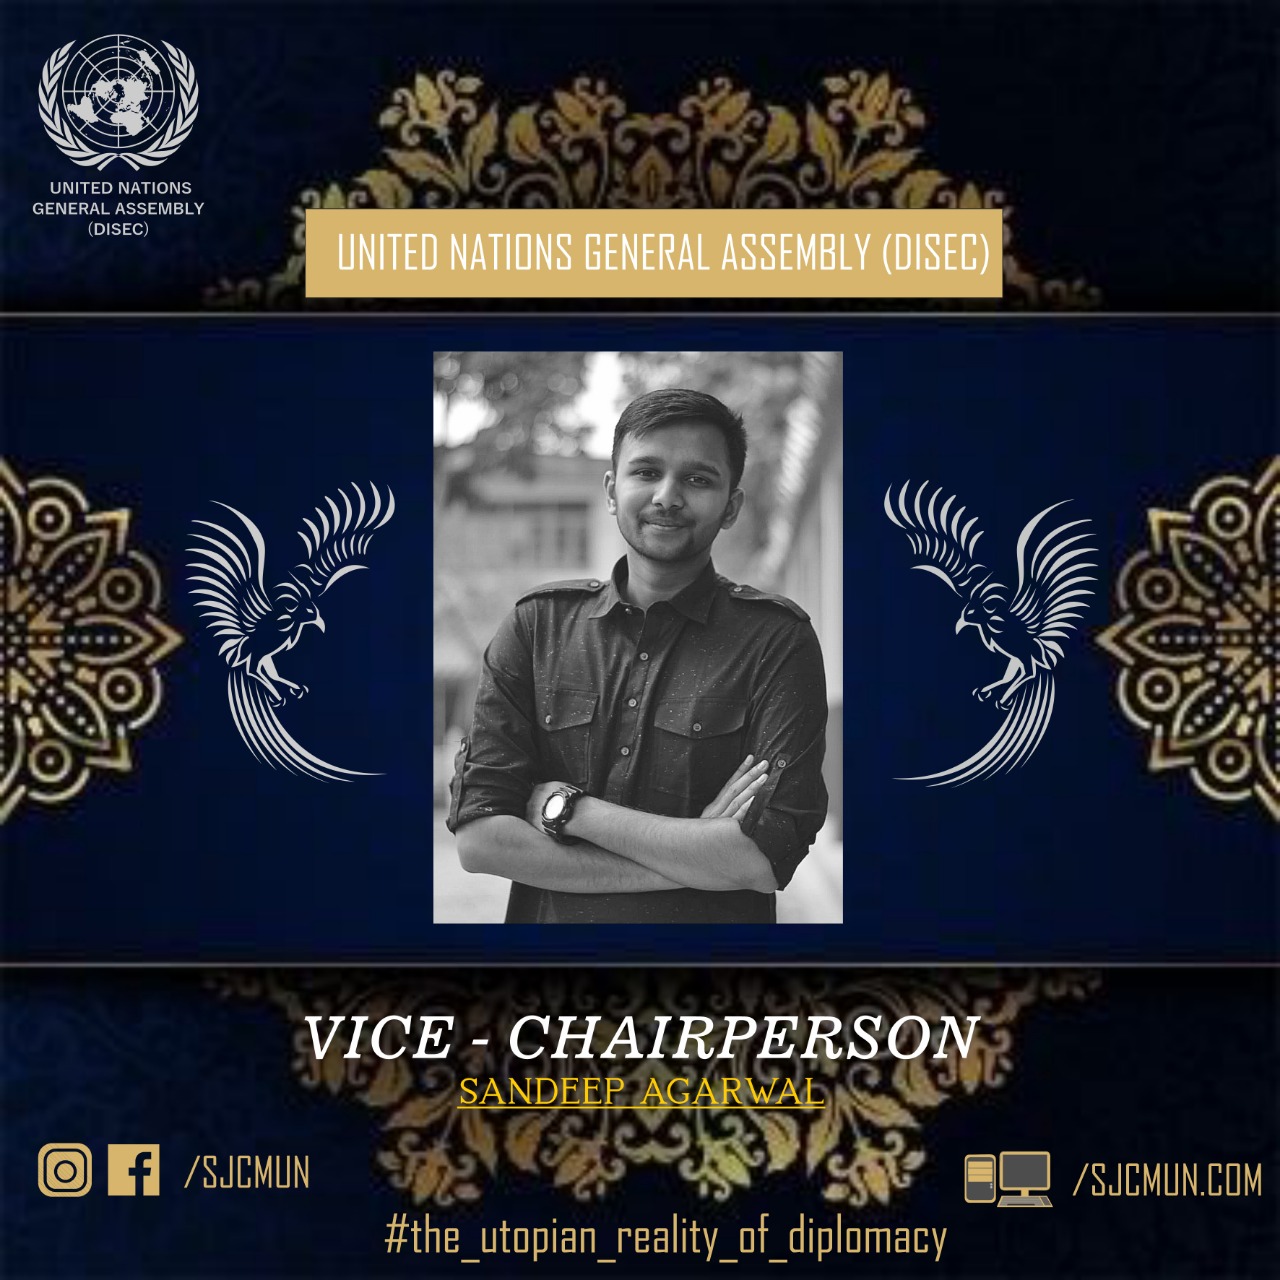 UNITED NATIONS
GENERAL ASSEMBLY
(DISEC)
UNITED NATIONS GENERAL ASSEMBLY (DISEC)
VICE - CHAIRPERSON
SANDEEP AGARWAL
/SJCMUN
/SJCMUN.COM
#the_utopian_reality_of_diplomacy